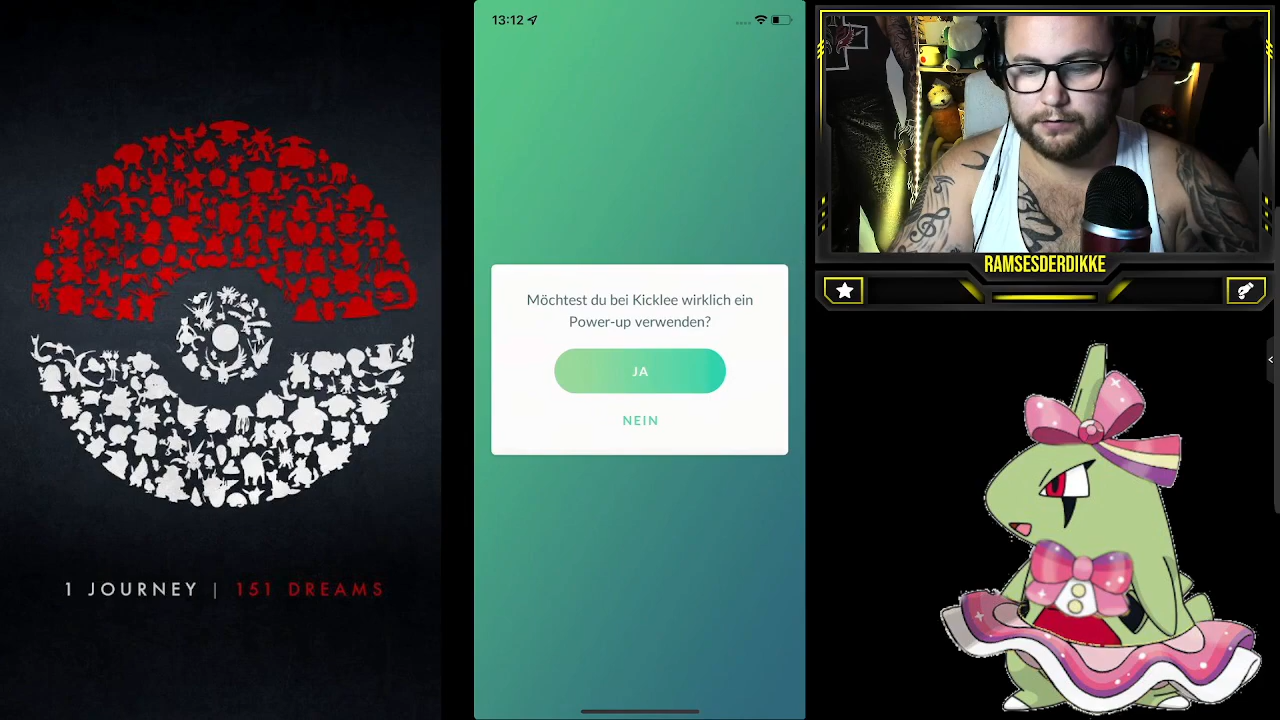 13:12
Möchtest du bei Kicklee wirklich ein
Power-up verwenden?
JA
NEIN
RAMSESDERDIKKE
1 JOURNEY | 151 DREAMS